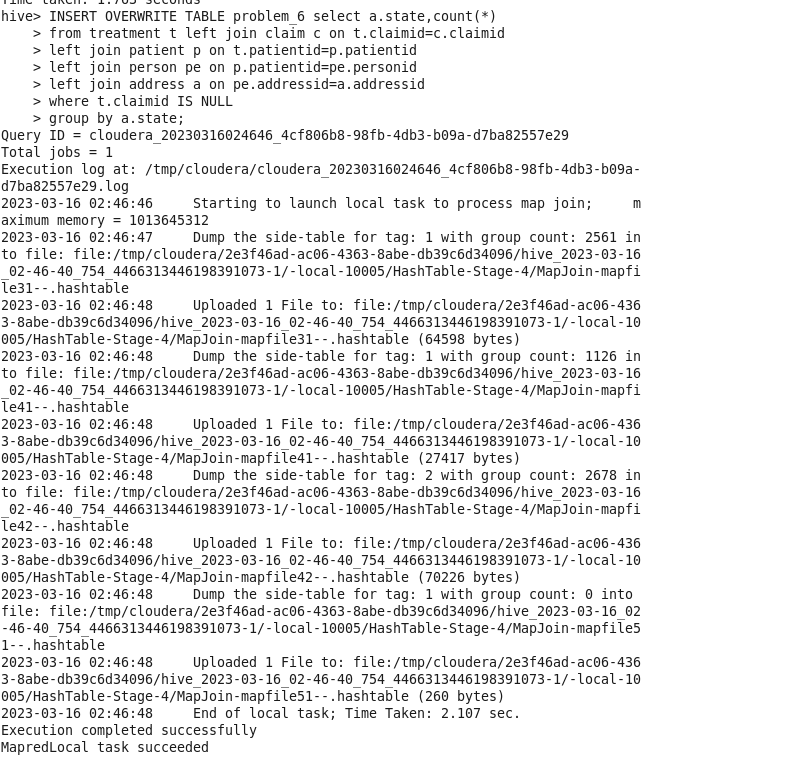 Time taken: 1.763 seconds
hive> INSERT OVERWRITE TABLE problem_6 select a.state,count(*)
    > from treatment t left join claim c on t.claimid=c.claimid
    > left join patient p on t.patientid=p.patientid
    > left join person pe on p.patientid=pe.personid
    > left join address a on pe.addressid=a.addressid
    > where t.claimid IS NULL
    > group by a.state;
Query ID = cloudera_20230316024646_4cf806b8-98fb-4db3-b09a-d7ba82557e29
Total jobs = 1
Execution log at: /tmp/cloudera/cloudera_20230316024646_4cf806b8-98fb-4db3-b09a-
d7ba82557e29.log
2023-03-16 02:46:46     Starting to launch local task to process map join;     m
aximum memory = 1013645312
2023-03-16 02:46:47     Dump the side-table for tag: 1 with group count: 2561 in
to file: file:/tmp/cloudera/2e3f46ad-ac06-4363-8abe-db39c6d34096/hive_2023-03-16
_02-46-40_754_4466313446198391073-1/-local-10005/HashTable-Stage-4/MapJoin-mapfi
le31--.hashtable
2023-03-16 02:46:48     Uploaded 1 File to: file:/tmp/cloudera/2e3f46ad-ac06-436
3-8abe-db39c6d34096/hive_2023-03-16_02-46-40_754_4466313446198391073-1/-local-10
005/HashTable-Stage-4/MapJoin-mapfile31--.hashtable (64598 bytes)
2023-03-16 02:46:48     Dump the side-table for tag: 1 with group count: 1126 in
to file: file:/tmp/cloudera/2e3f46ad-ac06-4363-8abe-db39c6d34096/hive_2023-03-16
_02-46-40_754_4466313446198391073-1/-local-10005/HashTable-Stage-4/MapJoin-mapfi
le41--.hashtable
2023-03-16 02:46:48     Uploaded 1 File to: file:/tmp/cloudera/2e3f46ad-ac06-436
3-8abe-db39c6d34096/hive_2023-03-16_02-46-40_754_4466313446198391073-1/-local-10
005/HashTable-Stage-4/MapJoin-mapfile41--.hashtable (27417 bytes)
2023-03-16 02:46:48     Dump the side-table for tag: 2 with group count: 2678 in
to file: file:/tmp/cloudera/2e3f46ad-ac06-4363-8abe-db39c6d34096/hive_2023-03-16
_02-46-40_754_4466313446198391073-1/-local-10005/HashTable-Stage-4/MapJoin-mapfi
le42--.hashtable
2023-03-16 02:46:48     Uploaded 1 File to: file:/tmp/cloudera/2e3f46ad-ac06-436
3-8abe-db39c6d34096/hive_2023-03-16_02-46-40_754_4466313446198391073-1/-local-10
005/HashTable-Stage-4/MapJoin-mapfile42--.hashtable (70226 bytes)
2023-03-16 02:46:48     Dump the side-table for tag: 1 with group count: 0 into
file: file:/tmp/cloudera/2e3f46ad-ac06-4363-8abe-db39c6d34096/hive_2023-03-16_02
-46-40_754_4466313446198391073-1/-local-10005/HashTable-Stage-4/MapJoin-mapfile5
1--.hashtable
2023-03-16 02:46:48     Uploaded 1 File to: file:/tmp/cloudera/2e3f46ad-ac06-436
3-8abe-db39c6d34096/hive_2023-03-16_02-46-40_754_4466313446198391073-1/-local-10
005/HashTable-Stage-4/MapJoin-mapfile51--.hashtable (260 bytes)
2023-03-16 02:46:48     End of local task; Time Taken: 2.107 sec.
Execution completed successfully
MapredLocal task succeeded